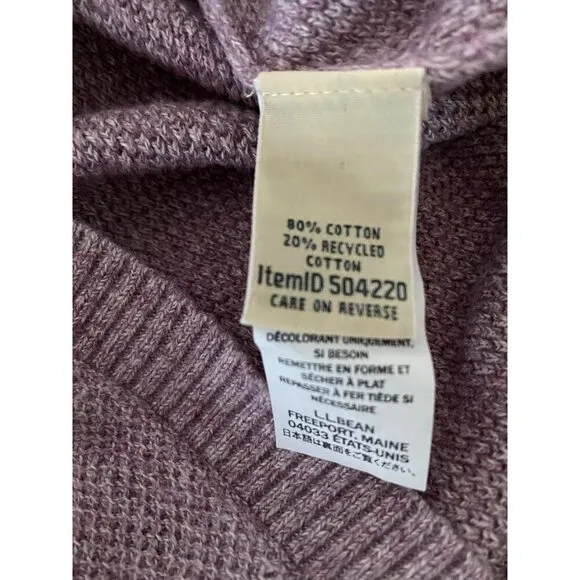 80% COTTON
20% RECYCLED
COTTON
ItemID 504220
CARE ON REVERSE
DÉCOLORANT UNIQUEMENT,
SI BESOIN
REMETTRE EN FORME ET
SÉCHER À PLAT
REPASSER À FER TIÈDE SI
NÉCESSAIRE
L.L.BEAN
FREEPORT, MAINE
04033 ÉTATS-UNIS
日本語は裏面をご覧ください。